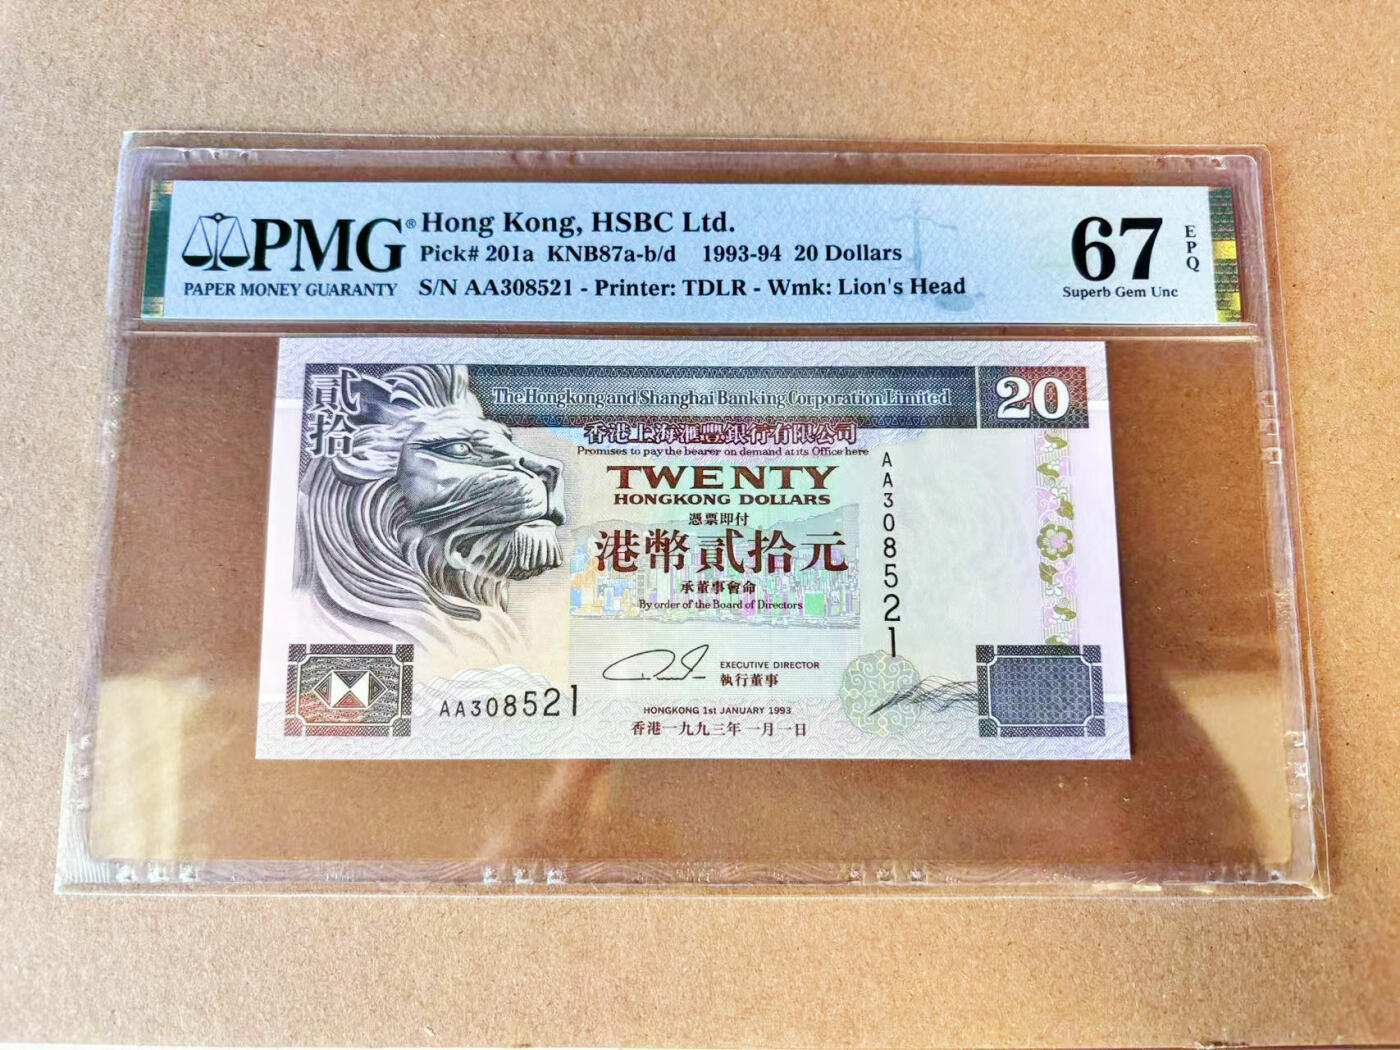 PMG®
PAPER MONEY GUARANTY
Hong Kong, HSBC Ltd.
Pick# 201a KNB87a-b/d 1993-94 20 Dollars
S/N AA308521 - Printer: TDLR - Wmk: Lion's Head
67
EPQ
Superb Gem Unc
貳拾
The Hongkong and Shanghai Banking Corporation Limited
20
香港上海滙豐銀行有限公司
Promises to pay the bearer on demand at its Office here
TWENTY
HONGKONG DOLLARS
憑票即付
港幣貳拾元
承董事會命
By order of the Board of Directors
AA308521
EXECUTIVE DIRECTOR
執行董事
AA308521
HONGKONG 1st JANUARY 1993
香港一九九三年一月一日